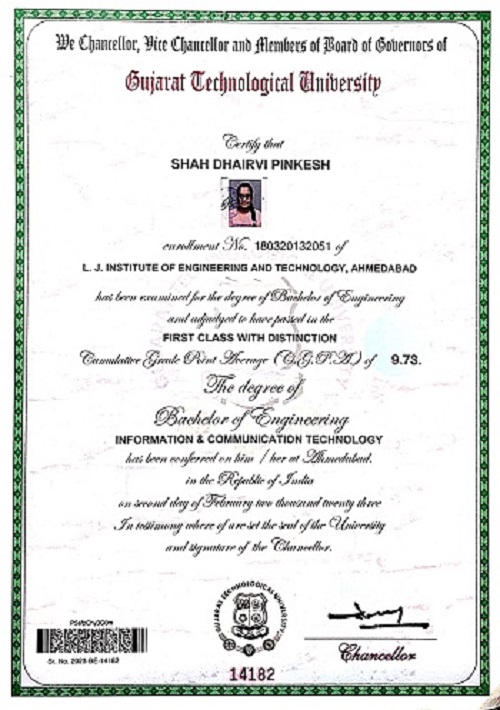 We Chancellor, Vice Chancellor and Members of Board of Governors of
Gujarat Technological University
Certify that
SHAH DHAIRVI PINKESH
enrollment No. 180320132051 of
L. J. INSTITUTE OF ENGINEERING AND TECHNOLOGY, AHMEDABAD
has been examined for the degree of Bachelor of Engineering
and adjudged to have passed in the
FIRST CLASS WITH DISTINCTION
Cumulative Grade Point Average (C.G.P.A.) of 9.73.
The degree of
Bachelor of Engineering
INFORMATION & COMMUNICATION TECHNOLOGY
has been conferred on him / her at Ahmedabad.
in the Republic of India
on second day of February two thousand twenty three
In testimony where of are set the seal of the University
and signature of the Chancellor.
GUJARAT TECHNOLOGICAL UNIVERSITY
Sr. No. 2023-BE-14182
14182
Chancellor